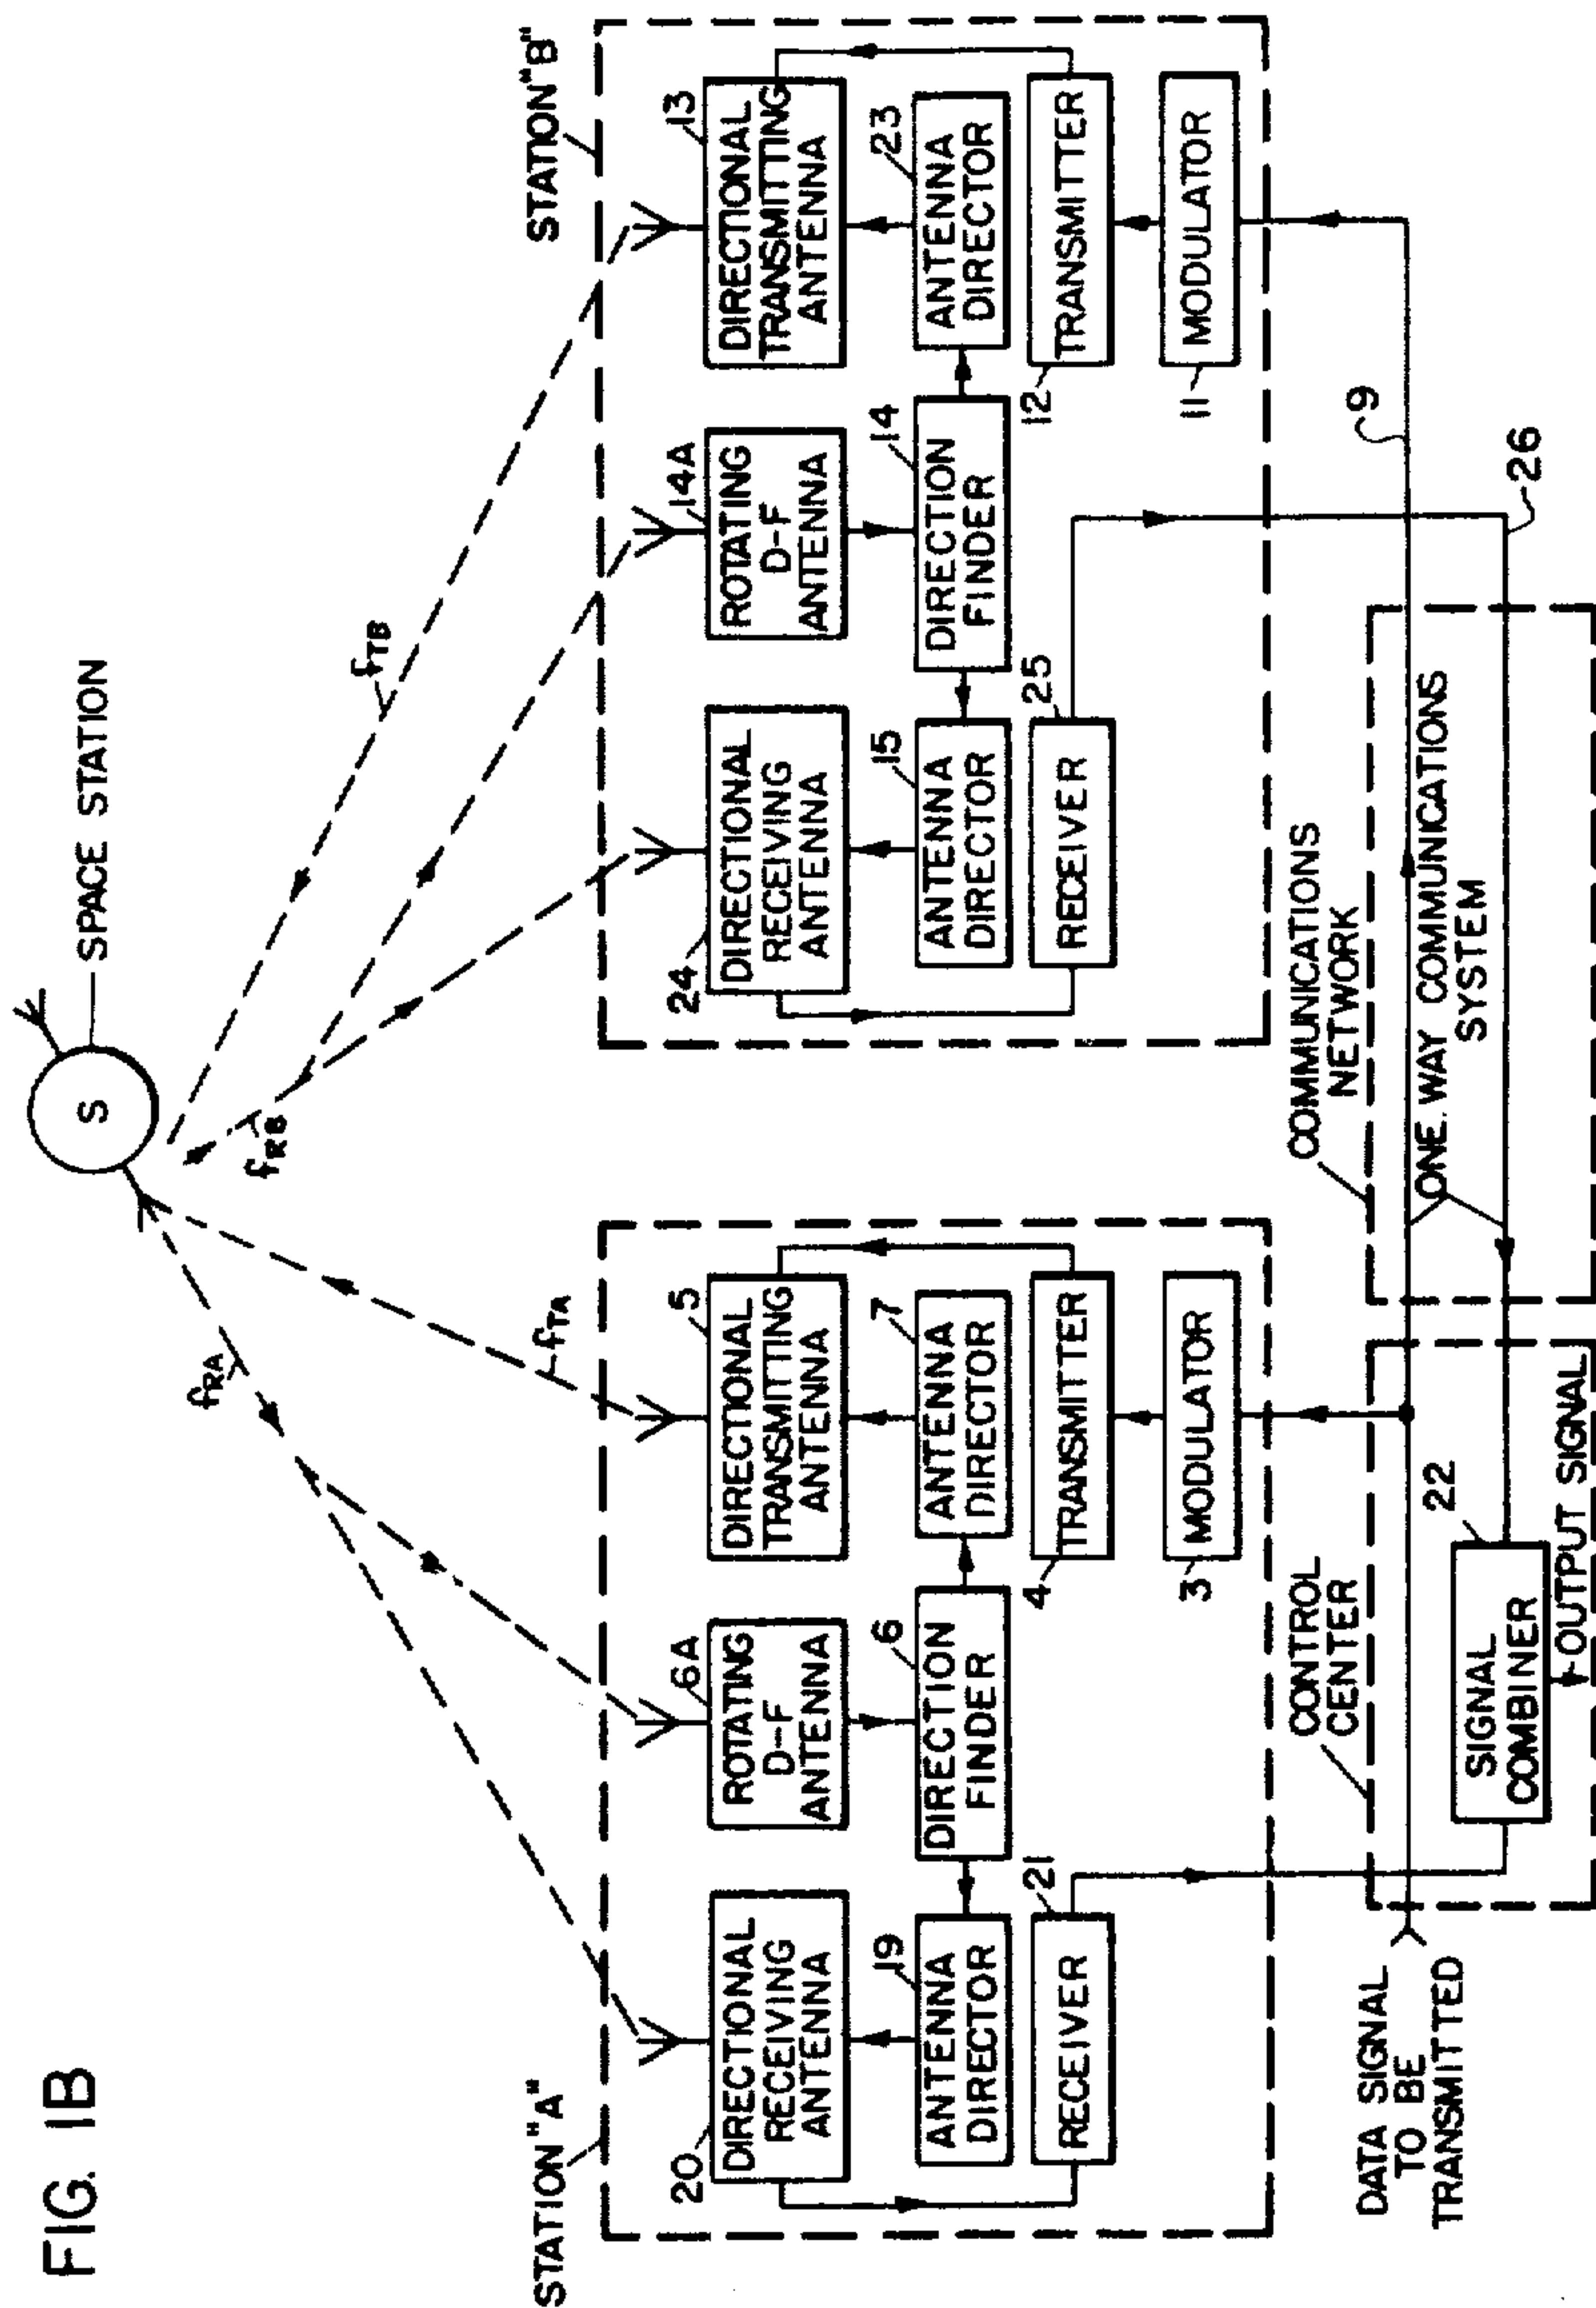 FIG. 1B
S
SPACE STATION
fRA
fTA
fRB
fTB
STATION "A"
20
DIRECTIONAL
RECEIVING
ANTENNA
6A
ROTATING
D-F
ANTENNA
5
DIRECTIONAL
TRANSMITTING
ANTENNA
19
ANTENNA
DIRECTOR
6
DIRECTION
FINDER
7
ANTENNA
DIRECTOR
21
RECEIVER
4
TRANSMITTER
3
MODULATOR
STATION "B"
24
DIRECTIONAL
RECEIVING
ANTENNA
14A
ROTATING
D-F
ANTENNA
13
DIRECTIONAL
TRANSMITTING
ANTENNA
15
ANTENNA
DIRECTOR
14
DIRECTION
FINDER
23
ANTENNA
DIRECTOR
25
RECEIVER
12
TRANSMITTER
11
MODULATOR
DATA SIGNAL
TO BE
TRANSMITTED
CONTROL
CENTER
22
SIGNAL
COMBINER
OUTPUT SIGNAL
COMMUNICATIONS
NETWORK
ONE.WAY COMMUNICATIONS
SYSTEM
9
26